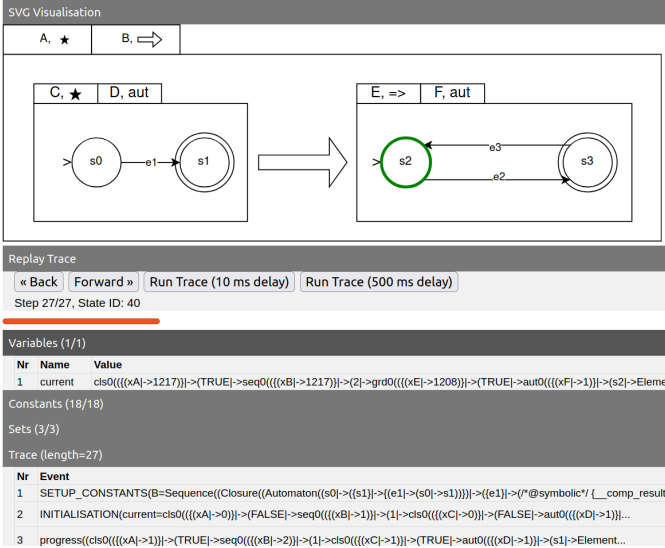 SVG Visualisation
A, ★ B, ⇨
C, ★ D, aut E, => F, aut
> s0 e1 s1 > s2 e3 e2 s3
Replay Trace
« Back Forward » Run Trace (10 ms delay) Run Trace (500 ms delay)
Step 27/27, State ID: 40
Variables (1/1)
Nr Name Value
1 current cls0(({(xA|->1217)}|->(TRUE|->seq0(({(xB|->1217)}|->(2|->grd0(({(xE|->1208)}|->(TRUE|->aut0(({(xF|->1)}|->(s2|->Eleme
Constants (18/18)
Sets (3/3)
Trace (length=27)
Nr Event
1 SETUP_CONSTANTS(B=Sequence((Closure((Automaton((s0|->({s1}|->({(e1|->(s0|->s1))})|->({e1}|->(/*@symbolic*/ {__comp_result
2 INITIALISATION(current=cls0(({(xA|->0)}|->(FALSE|->seq0(({(xB|->1)}|->(1|->cls0(({(xC|->0)}|->(FALSE|->aut0(({(xD|->1)}|...
3 progress((cls0(({(xA|->1)}|->(TRUE|->seq0(({(xB|->2)}|->(1|->cls0(({(xC|->1)}|->(TRUE|->aut0(({(xD|->1)}|->(s1|->Element...